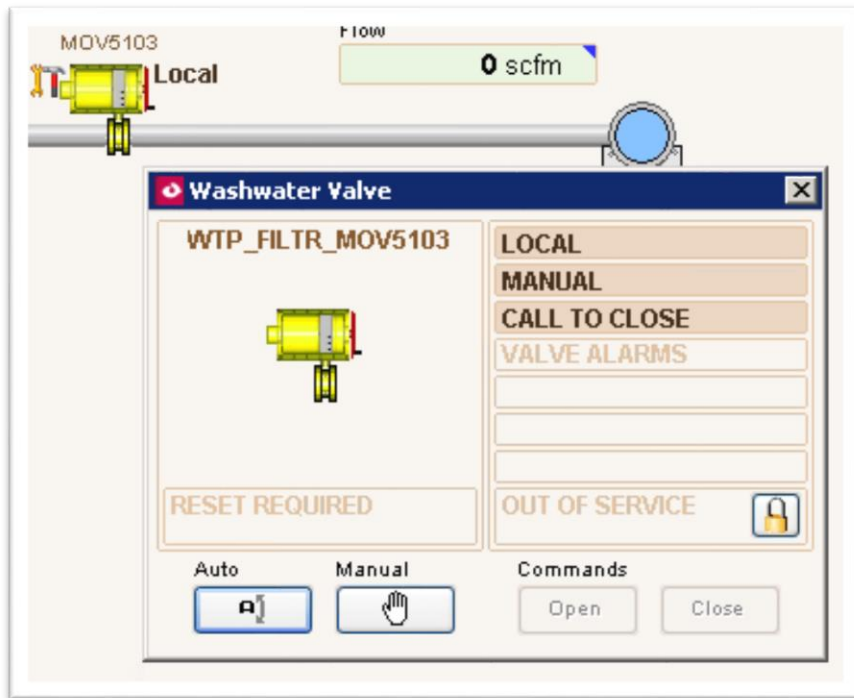 Flow
MOV5103
0 scfm
Local
Washwater Valve
WTP_FILTR_MOV5103
LOCAL
MANUAL
CALL TO CLOSE
VALVE ALARMS
RESET REQUIRED
OUT OF SERVICE
Auto
Manual
Commands
A
Open
Close